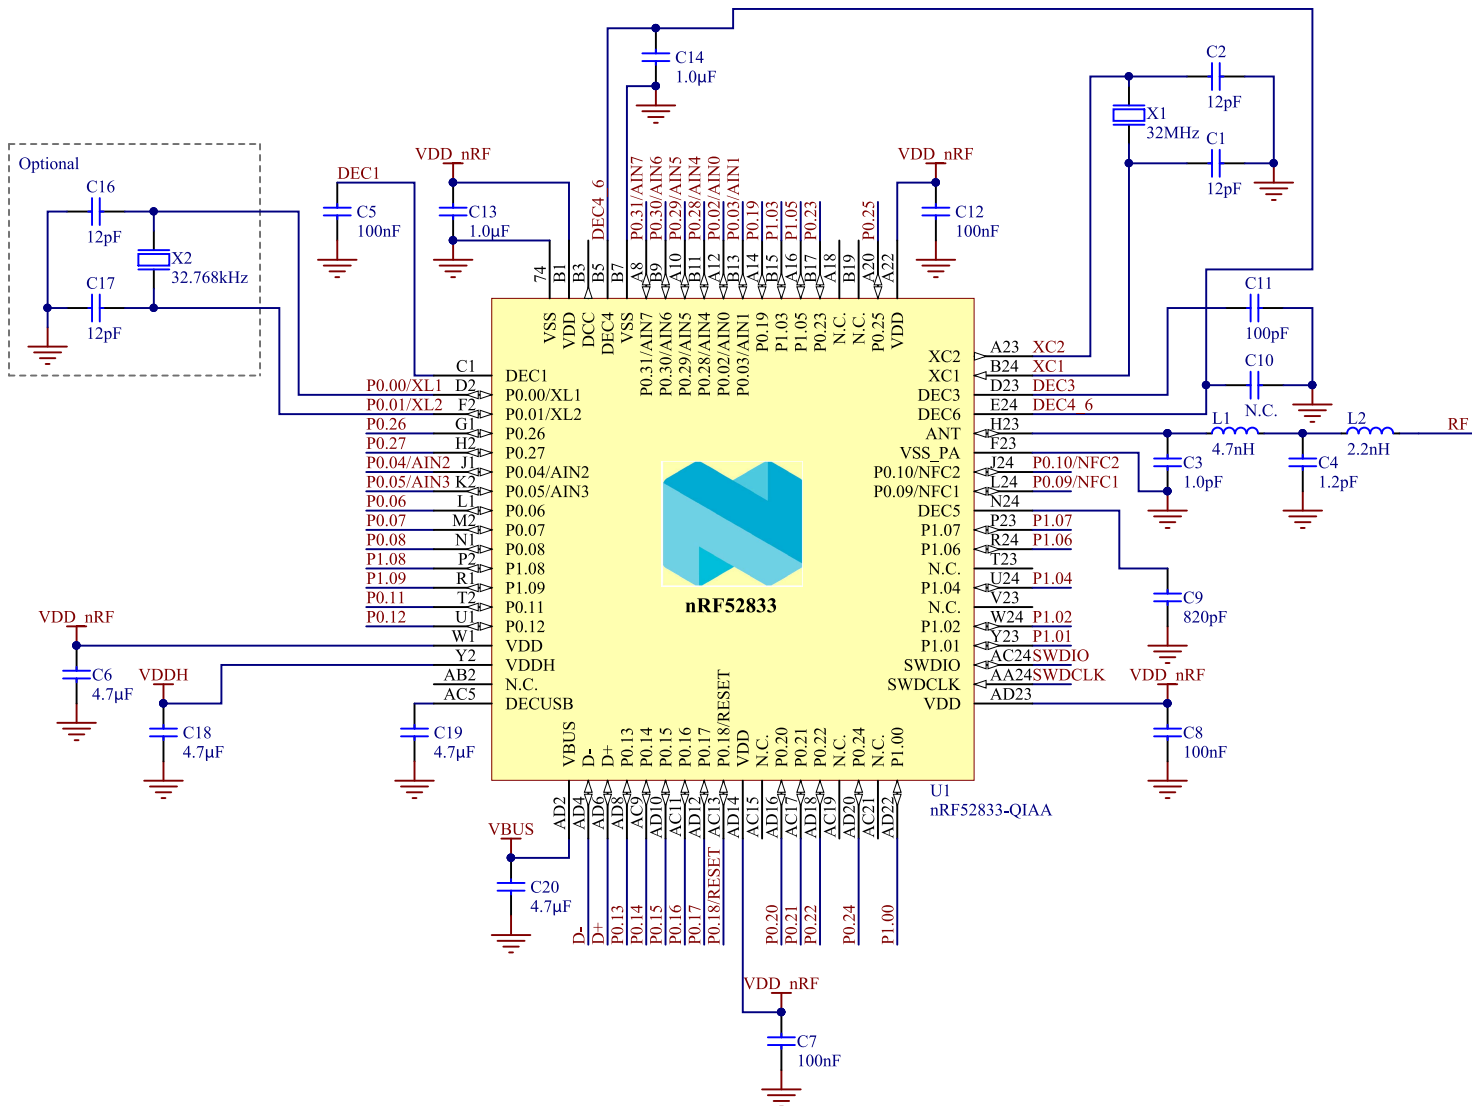 C14
1.0µF
C2
12pF
X1
32MHz
C1
12pF
Optional
C16
12pF
X2
32.768kHz
C17
12pF
DEC1
C5
100nF
VDD_nRF
C13
1.0µF
DEC4_6
P0.31/AIN7
P0.30/AIN6
P0.29/AIN5
P0.28/AIN4
P0.02/AIN0
P0.03/AIN1
P0.19
P1.03
P1.05
P0.23
P0.25
VDD_nRF
C12
100nF
74
B1
B3
B5
B7
A8
B9
A10
B11
A12
B13
A14
B15
A16
B17
A18
B19
A20
A22
VSS
VDD
DCC
DEC4
VSS
P0.31/AIN7
P0.30/AIN6
P0.29/AIN5
P0.28/AIN4
P0.02/AIN0
P0.03/AIN1
P0.19
P1.03
P1.05
P0.23
N.C.
N.C.
P0.25
VDD
C11
100pF
C10
N.C.
C1 DEC1
P0.00/XL1 D2 P0.00/XL1
P0.01/XL2 F2 P0.01/XL2
P0.26 G1 P0.26
P0.27 H2 P0.27
P0.04/AIN2 J1 P0.04/AIN2
P0.05/AIN3 K2 P0.05/AIN3
P0.06 L1 P0.06
P0.07 M2 P0.07
P0.08 N1 P0.08
P1.08 P2 P1.08
P1.09 R1 P1.09
P0.11 T2 P0.11
P0.12 U1 P0.12
W1 VDD
Y2 VDDH
AB2 N.C.
AC5 DECUSB
XC2 A23 XC2
XC1 B24 XC1
DEC3 D23 DEC3
DEC6 E24 DEC4_6
ANT H23
VSS_PA F23
P0.10/NFC2 J24 P0.10/NFC2
P0.09/NFC1 L24 P0.09/NFC1
DEC5 N24
P1.07 P23 P1.07
P1.06 R24 P1.06
N.C. T23
P1.04 U24 P1.04
N.C. V23
P1.02 W24 P1.02
P1.01 Y23 P1.01
SWDIO AC24 SWDIO
SWDCLK AA24 SWDCLK
VDD AD23
L1
4.7nH
L2
2.2nH
RF
C3
1.0pF
C4
1.2pF
C9
820pF
VDD_nRF
C8
100nF
nRF52833
VDD_nRF
C6
4.7µF
VDDH
C18
4.7µF
C19
4.7µF
VBUS
D-
D+
P0.13
P0.14
P0.15
P0.16
P0.17
P0.18/RESET
VDD
N.C.
P0.20
P0.21
P0.22
N.C.
P0.24
N.C.
P1.00
U1
nRF52833-QIAA
AD2
AD4
AD6
AD8
AC9
AD10
AC11
AD12
AC13
AD14
AC15
AD16
AC17
AD18
AC19
AD20
AC21
AD22
VBUS
C20
4.7µF
D-
D+
P0.13
P0.14
P0.15
P0.16
P0.17
P0.18/RESET
P0.20
P0.21
P0.22
P0.24
P1.00
VDD_nRF
C7
100nF